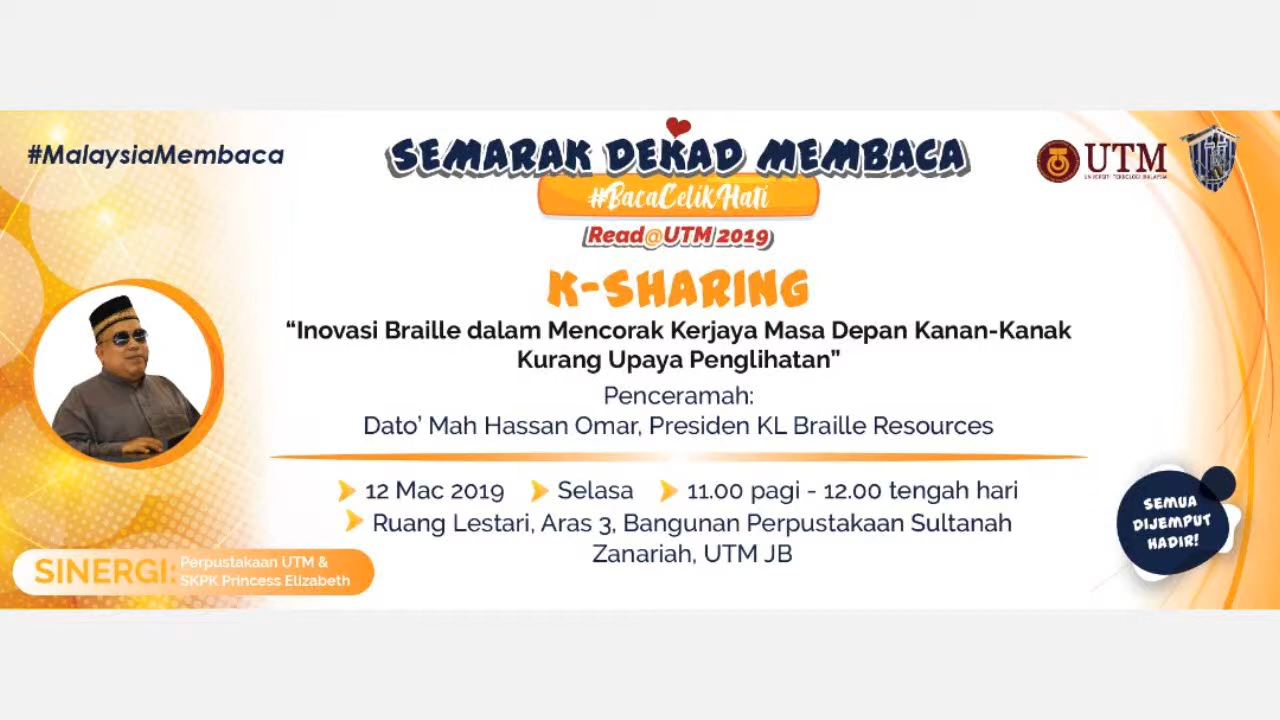 #MalaysiaMembaca
SEMARAK DEKAD MEMBACA
#BacaCelikHati
Read@UTM 2019
UTM
UNIVERSITI TEKNOLOGI MALAYSIA
K-SHARING
“Inovasi Braille dalam Mencorak Kerjaya Masa Depan Kanan-Kanak
Kurang Upaya Penglihatan”
Penceramah:
Dato’ Mah Hassan Omar, Presiden KL Braille Resources
12 Mac 2019 Selasa 11.00 pagi - 12.00 tengah hari
Ruang Lestari, Aras 3, Bangunan Perpustakaan Sultanah
Zanariah, UTM JB
SEMUA
DIJEMPUT
HADIR!
SINERGI:
Perpustakaan UTM &
SKPK Princess Elizabeth